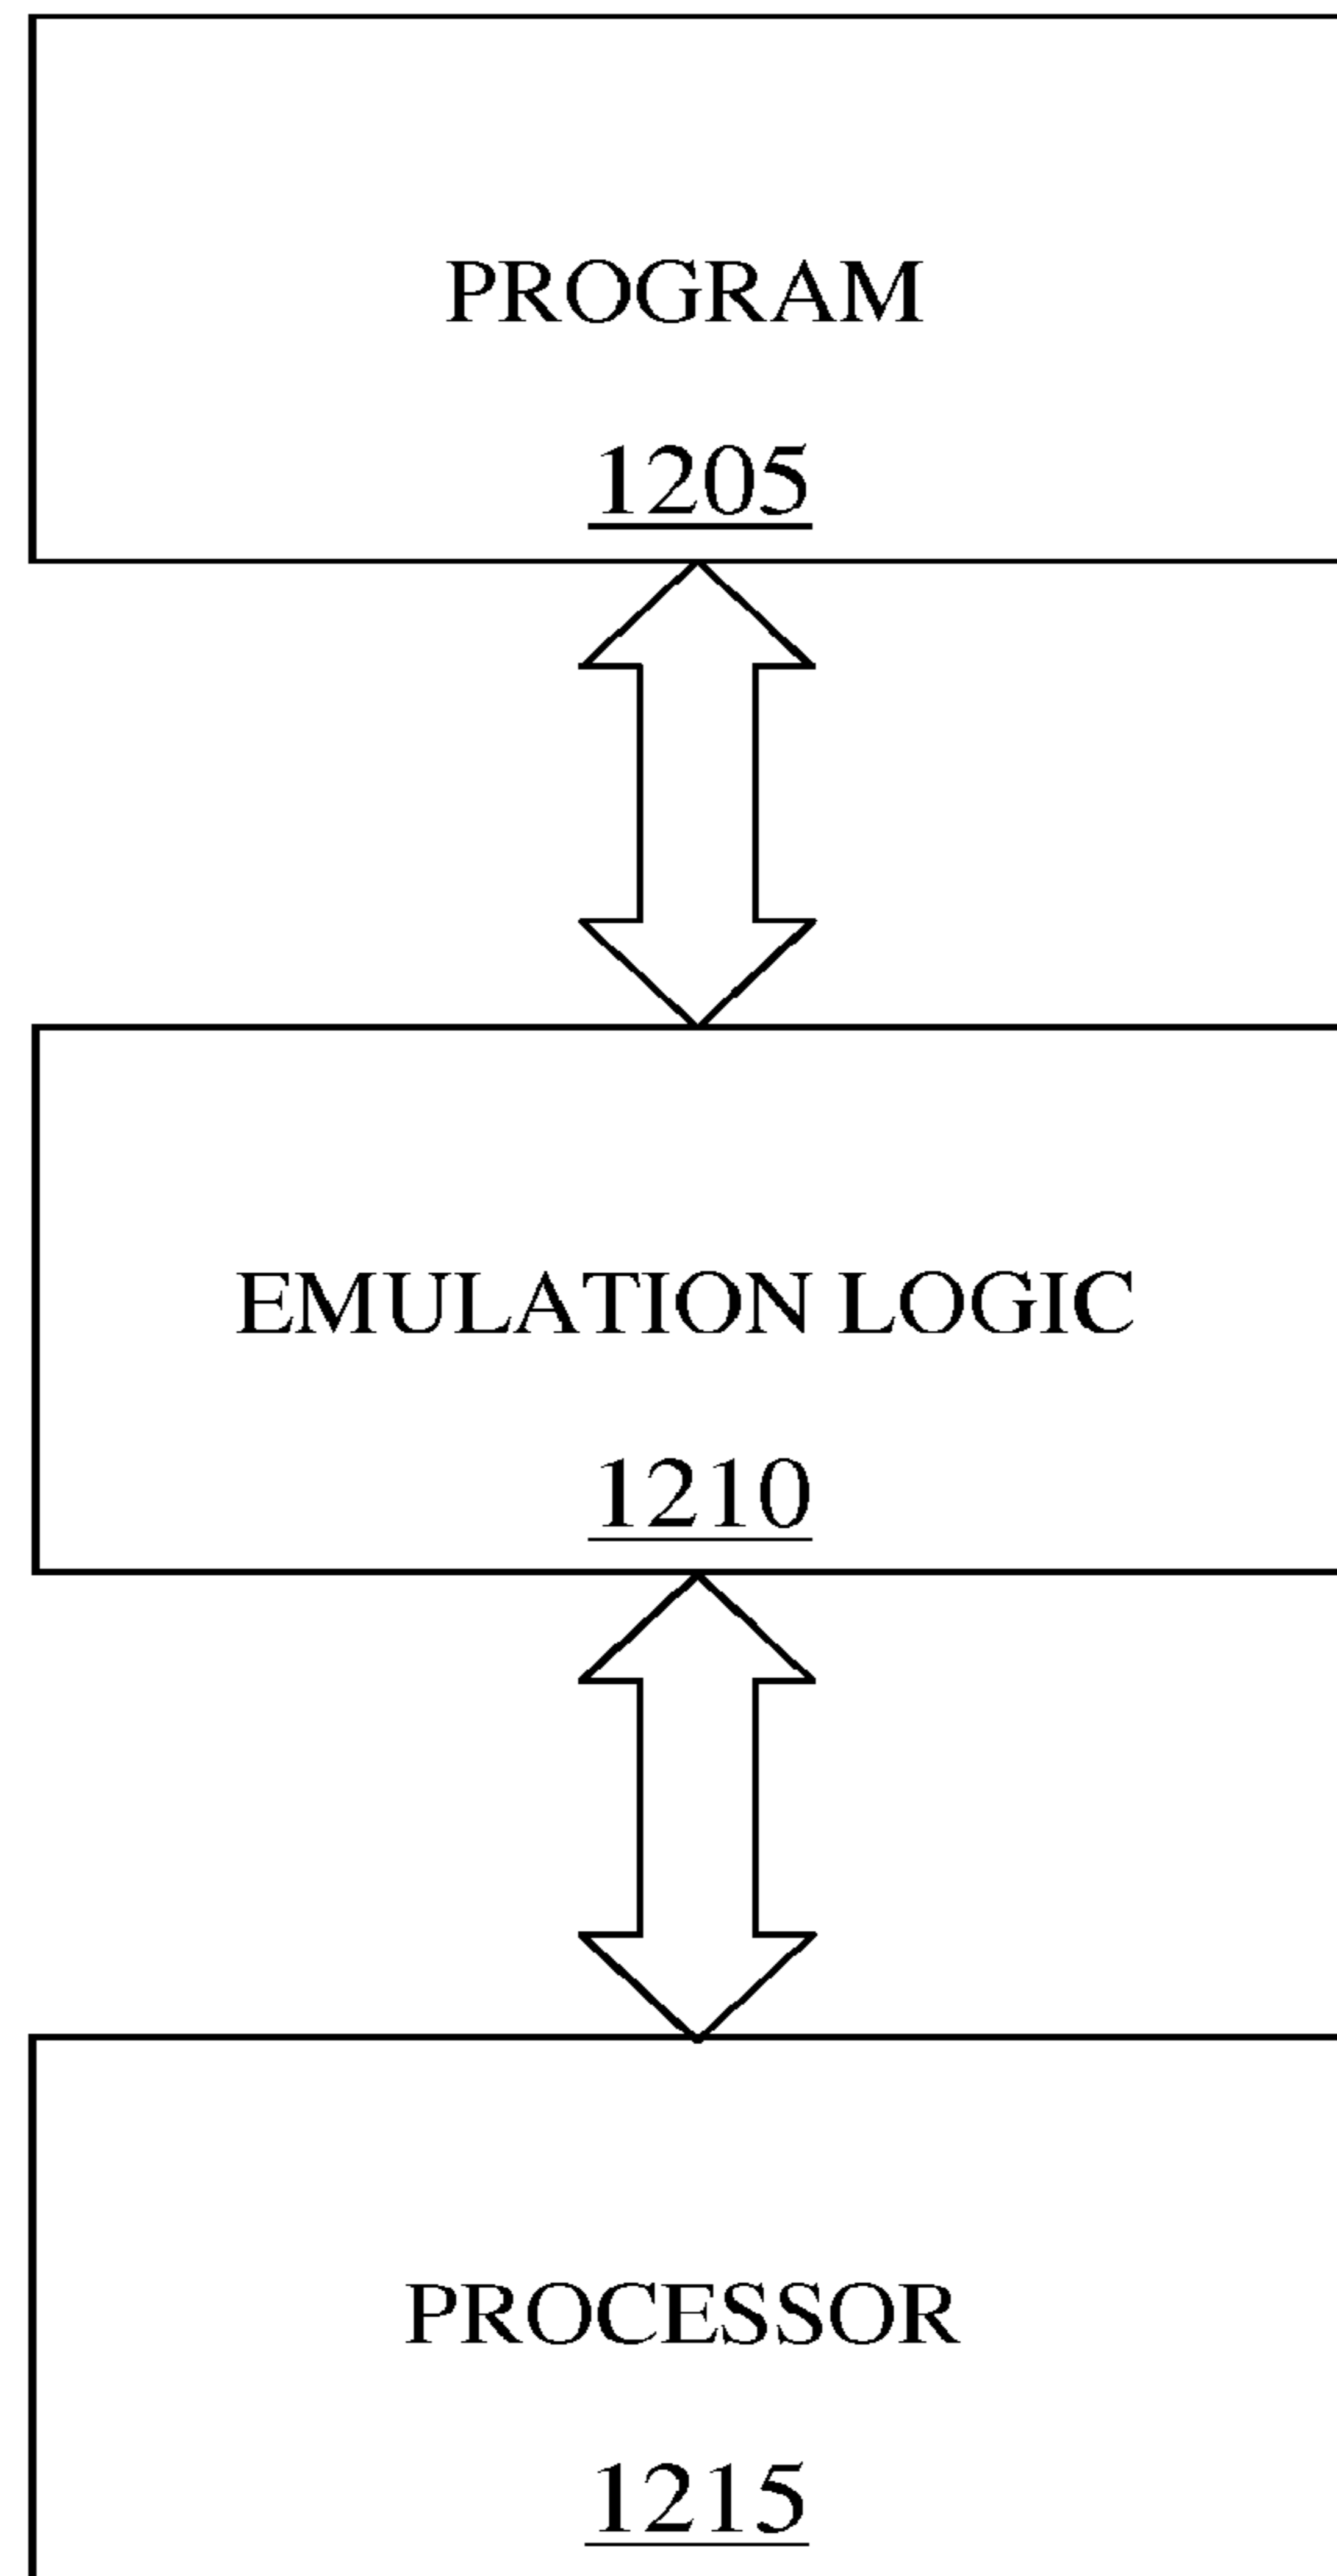 PROGRAM
1205
EMULATION LOGIC
1210
PROCESSOR
1215